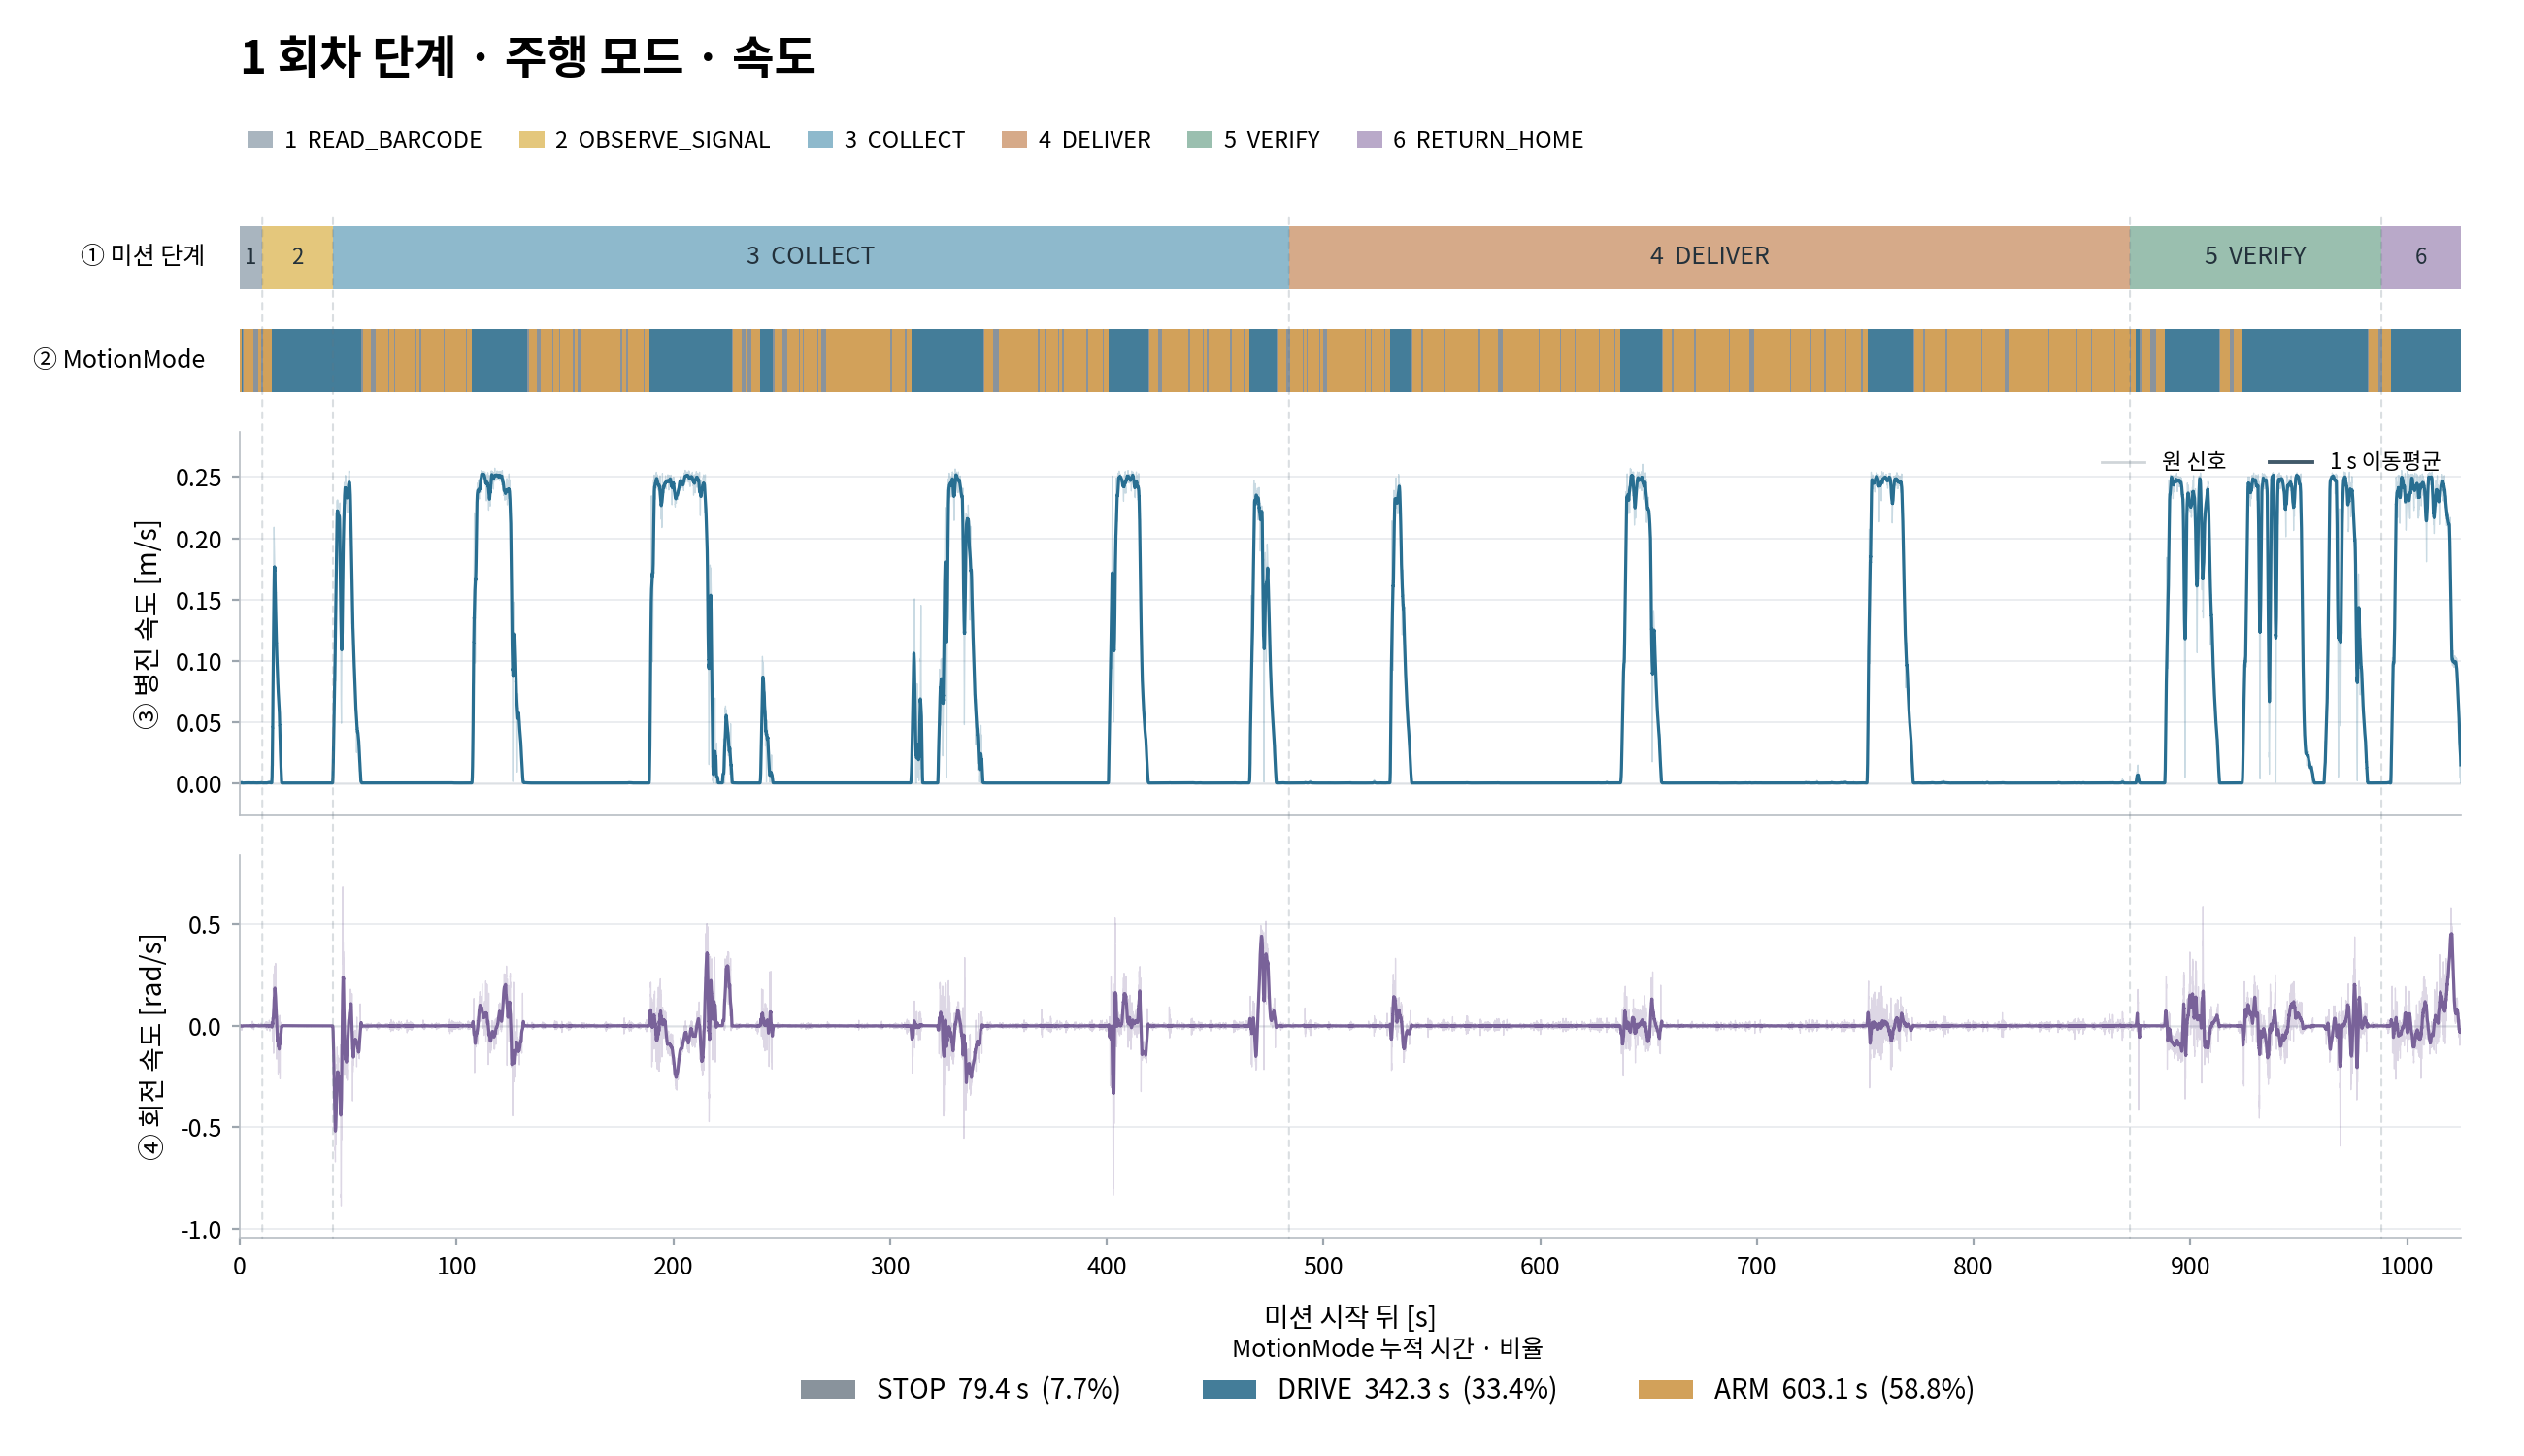 1 회차 단계 · 주행 모드 · 속도
1 READ_BARCODE 2 OBSERVE_SIGNAL 3 COLLECT 4 DELIVER 5 VERIFY 6 RETURN_HOME
① 미션 단계 1 2 3 COLLECT 4 DELIVER 5 VERIFY 6
② MotionMode
원 신호 1 s 이동평균
③ 병진 속도 [m/s]
0.25
0.20
0.15
0.10
0.05
0.00
④ 회전 속도 [rad/s]
0.5
0.0
-0.5
-1.0
0 100 200 300 400 500 600 700 800 900 1000
미션 시작 뒤 [s]
MotionMode 누적 시간 · 비율
STOP 79.4 s (7.7%) DRIVE 342.3 s (33.4%) ARM 603.1 s (58.8%)